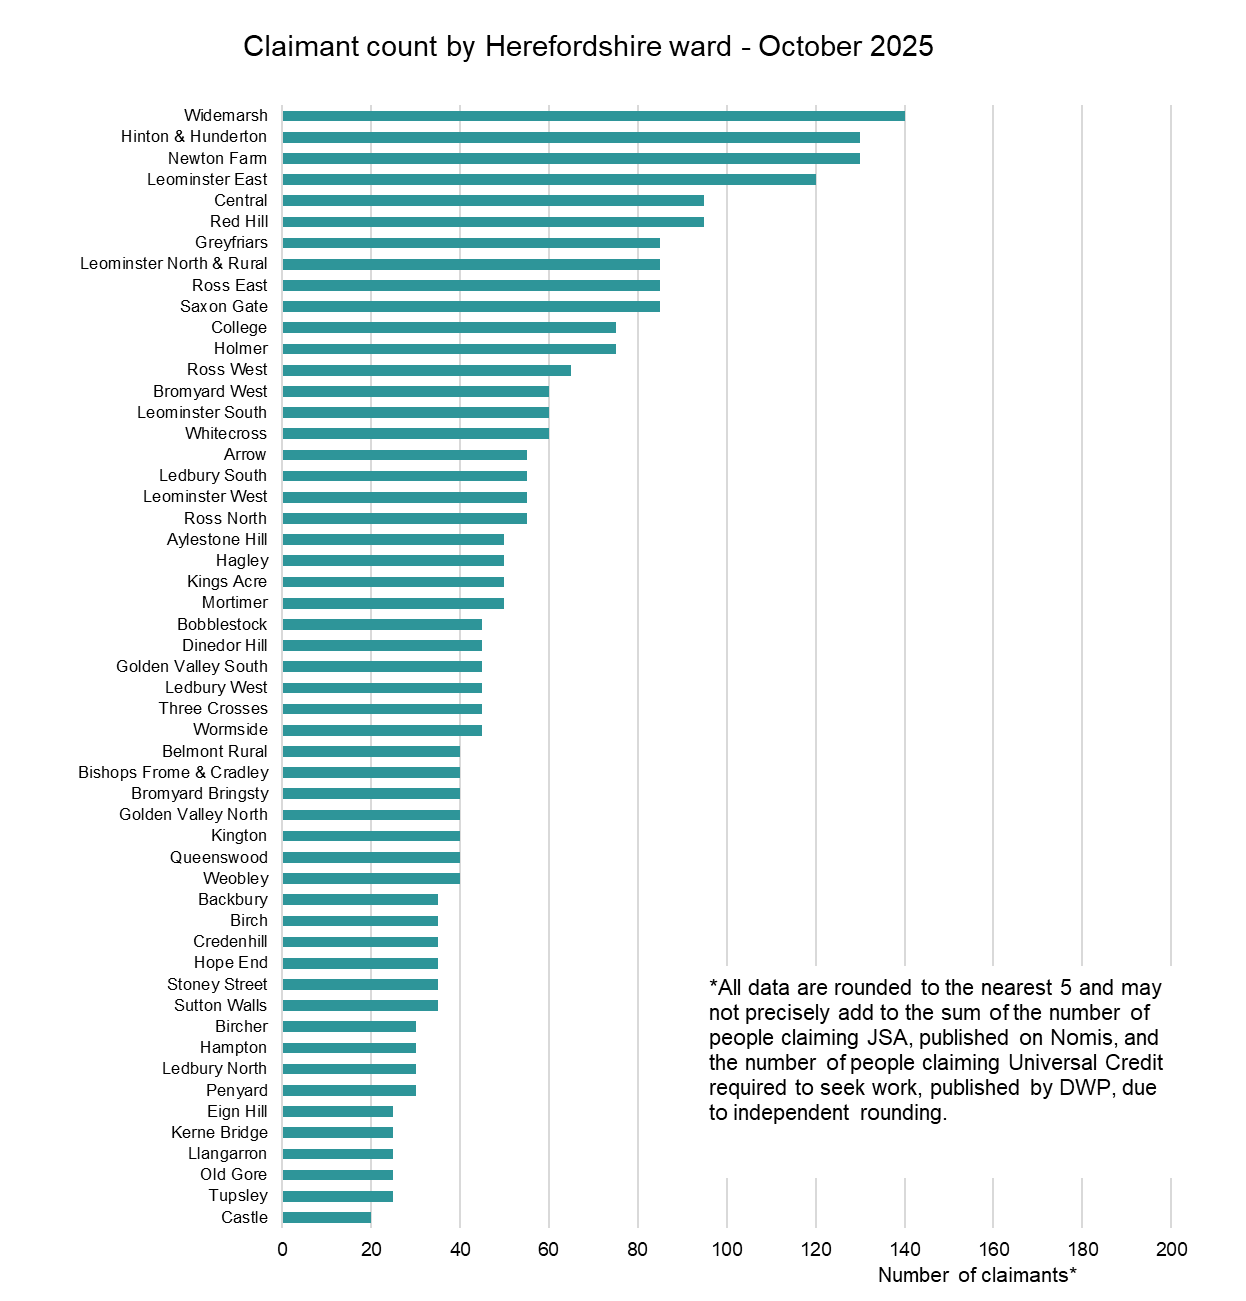 Claimant count by Herefordshire ward - October 2025
Widemarsh
Hinton & Hunderton
Newton Farm
Leominster East
Central
Red Hill
Greyfriars
Leominster North & Rural
Ross East
Saxon Gate
College
Holmer
Ross West
Bromyard West
Leominster South
Whitecross
Arrow
Ledbury South
Leominster West
Ross North
Aylestone Hill
Hagley
Kings Acre
Mortimer
Bobblestock
Dinedor Hill
Golden Valley South
Ledbury West
Three Crosses
Wormside
Belmont Rural
Bishops Frome & Cradley
Bromyard Bringsty
Golden Valley North
Kington
Queenswood
Weobley
Backbury
Birch
Credenhill
Hope End
Stoney Street
Sutton Walls
Bircher
Hampton
Ledbury North
Penyard
Eign Hill
Kerne Bridge
Llangarron
Old Gore
Tupsley
Castle
*All data are rounded to the nearest 5 and may
not precisely add to the sum of the number of
people claiming JSA, published on Nomis, and
the number of people claiming Universal Credit
required to seek work, published by DWP, due
to independent rounding.
0 20 40 60 80 100 120 140 160 180 200
Number of claimants*